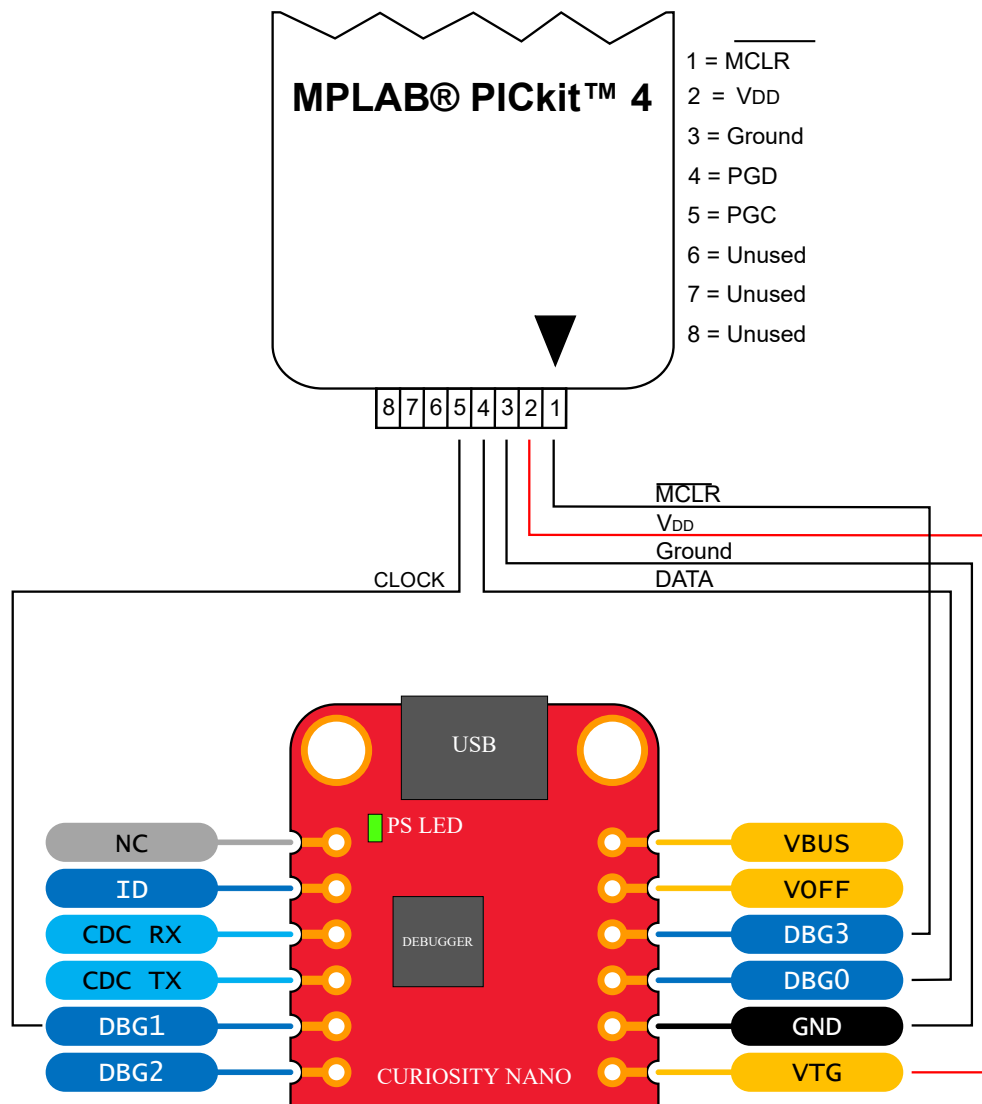 MPLAB® PICkit™ 4
1 = MCLR
2 = VDD
3 = Ground
4 = PGD
5 = PGC
6 = Unused
7 = Unused
8 = Unused
8 7 6 5 4 3 2 1
MCLR
VDD
Ground
CLOCK
DATA
USB
PS LED
DEBUGGER
CURIOSITY NANO
NC
ID
CDC RX
CDC TX
DBG1
DBG2
VBUS
VOFF
DBG3
DBG0
GND
VTG